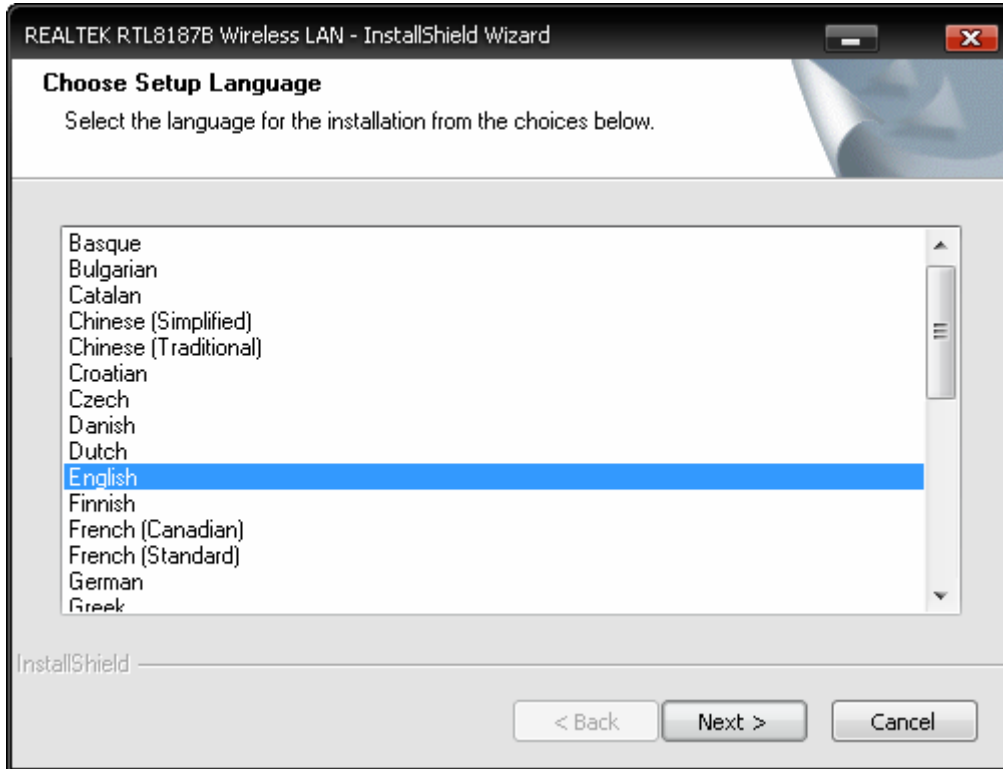 REALTEK RTL8187B Wireless LAN - InstallShield Wizard
Choose Setup Language
Select the language for the installation from the choices below.
Basque
Bulgarian
Catalan
Chinese (Simplified)
Chinese (Traditional)
Croatian
Czech
Danish
Dutch
English
Finnish
French (Canadian)
French (Standard)
German
Greek
InstallShield
< Back
Next >
Cancel